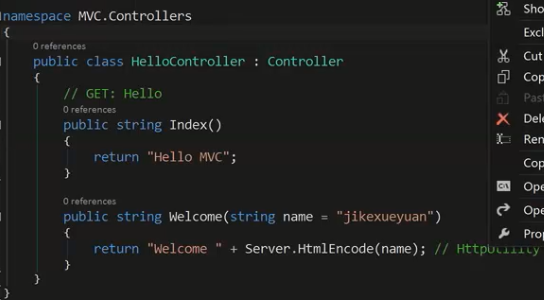 namespace MVC.Controllers
{
0 references
public class HelloController : Controller
{
// GET: Hello
0 references
public string Index()
{
return "Hello MVC";
}
0 references
public string Welcome(string name = "jikexueyuan")
{
return "Welcome " + Server.HtmlEncode(name); // HttpUtility
}
}
}
Sho
Excl
Cut
Cop
Past
Dele
Ren
Cop
Ope
Ope
Prop